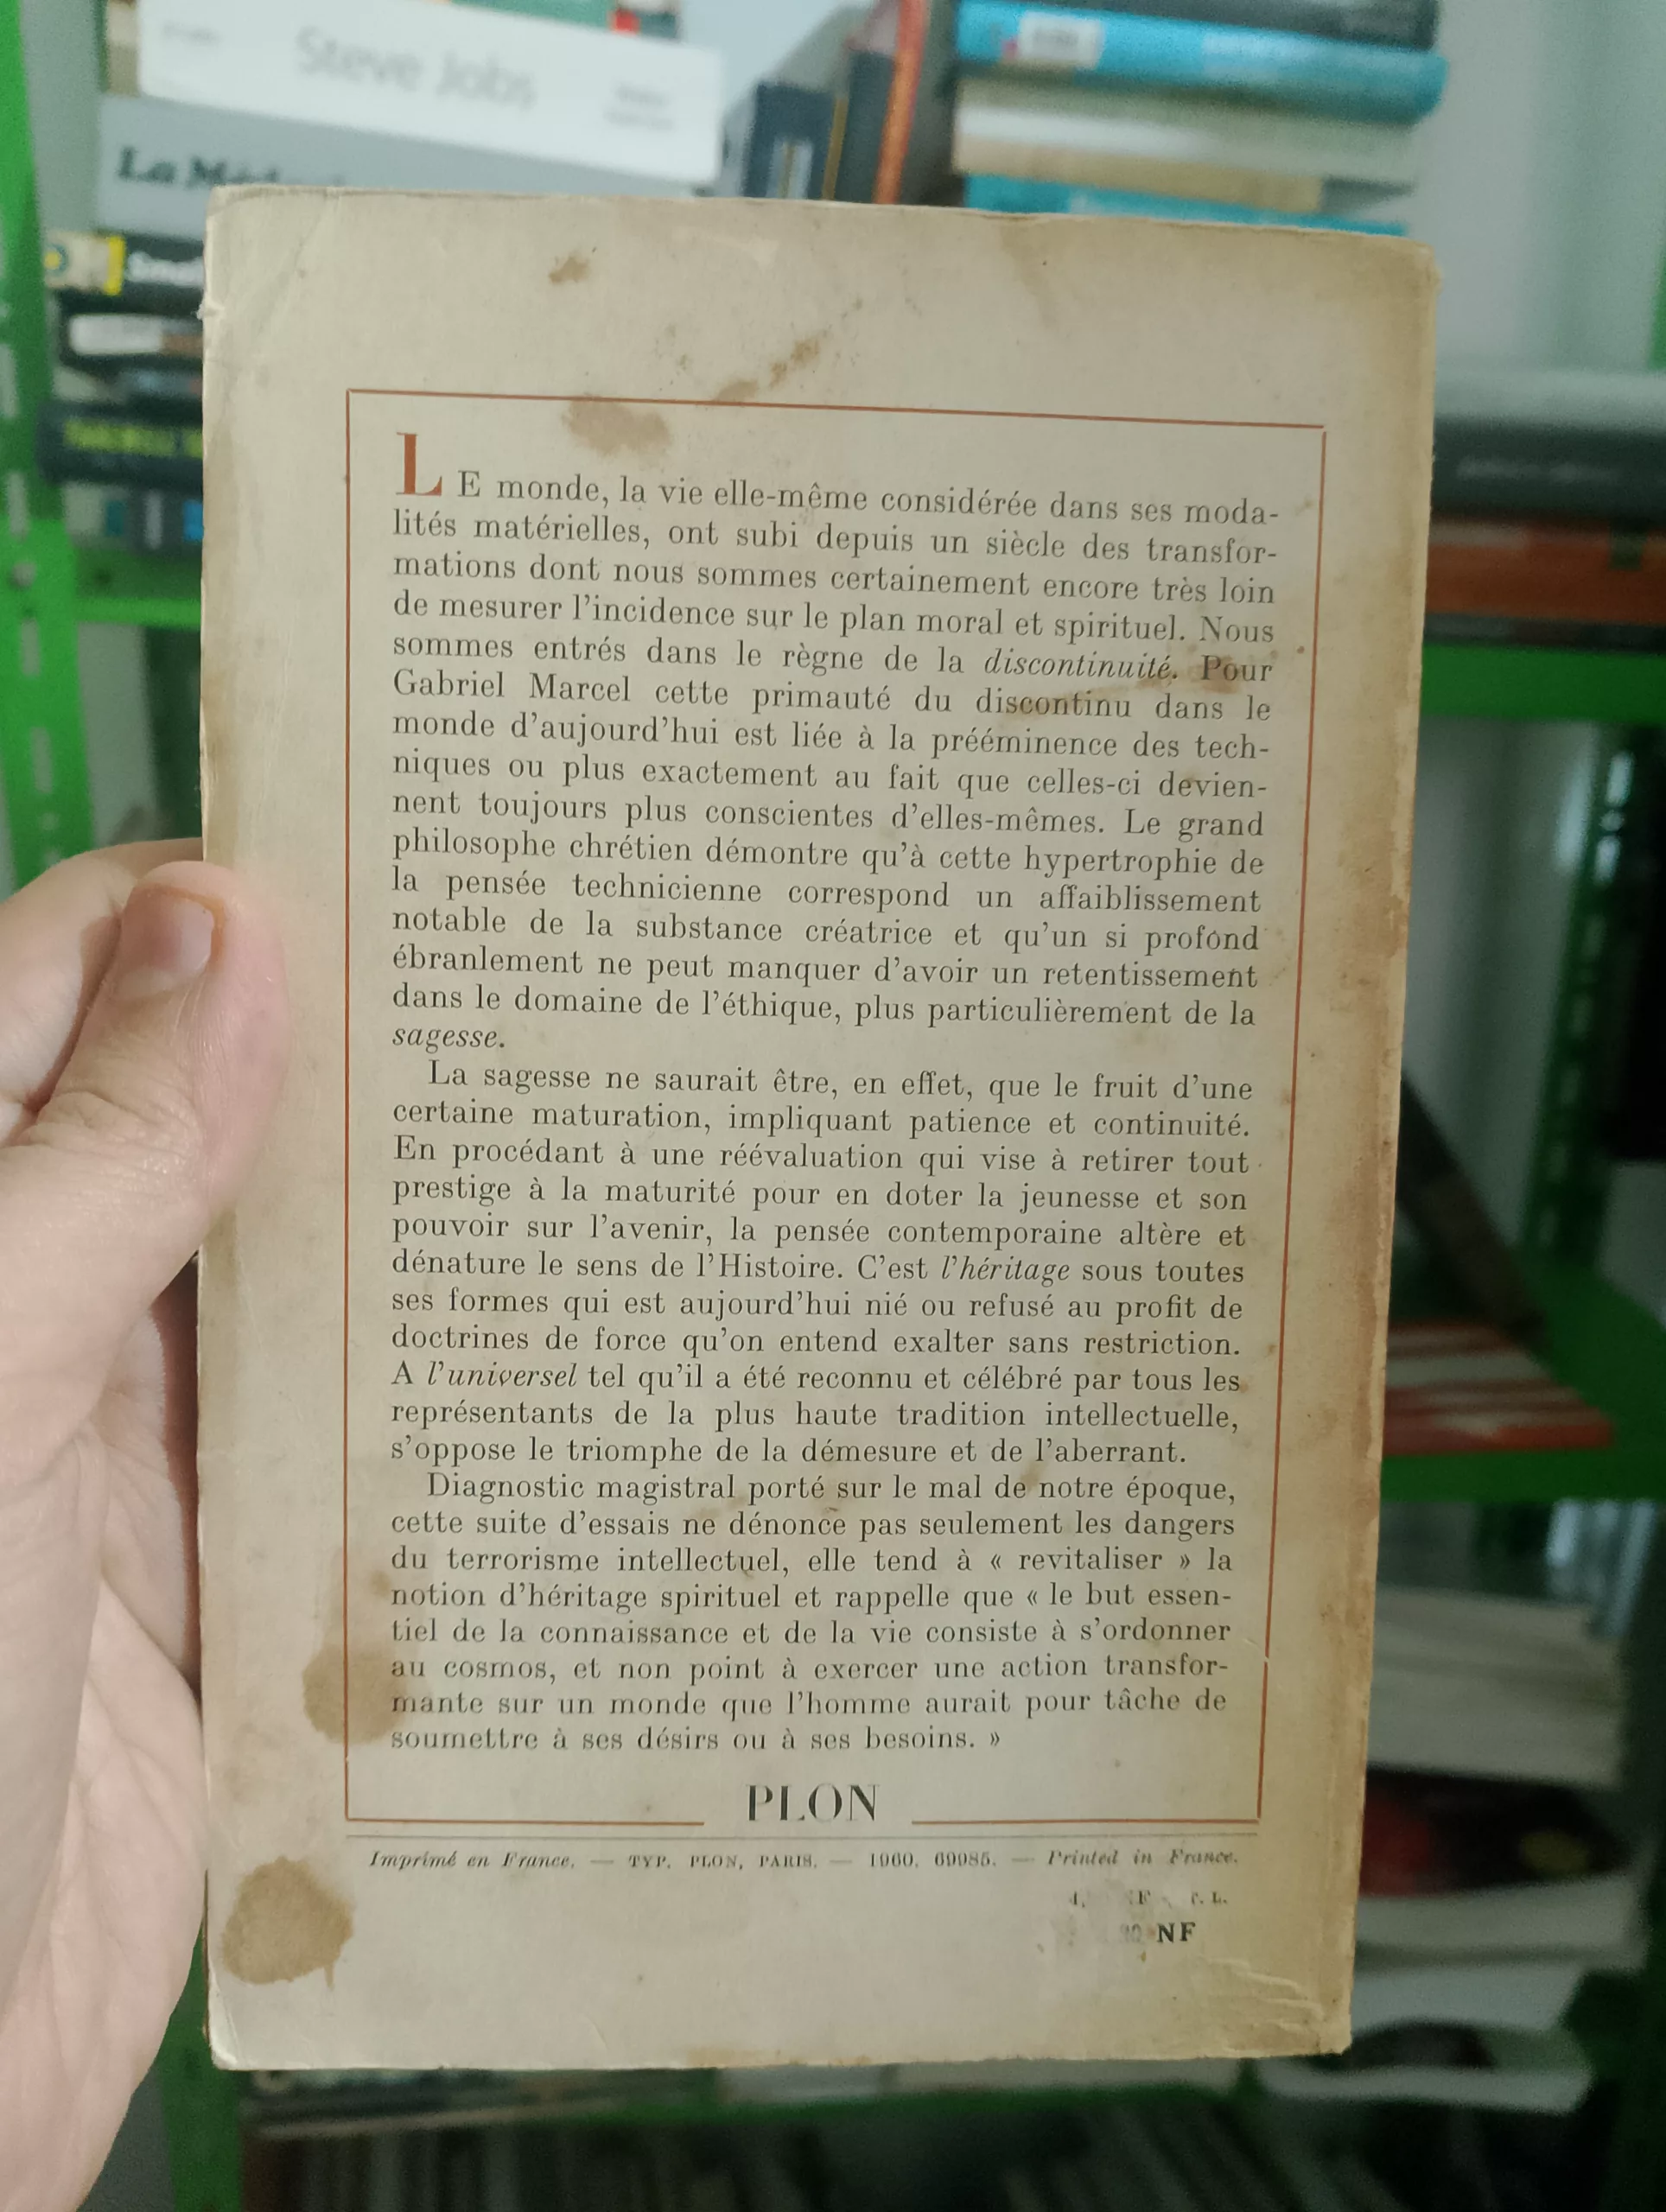 Steve Jobs
La
LE monde, la vie elle-même considérée dans ses moda-
lités matérielles, ont subi depuis un siècle des transfor-
mations dont nous sommes certainement encore très loin
de mesurer l'incidence sur le plan moral et spirituel. Nous
sommes entrés dans le règne de la discontinuité. Pour
Gabriel Marcel cette primauté du discontinu dans le
monde d'aujourd'hui est liée à la prééminence des tech-
niques ou plus exactement au fait que celles-ci devien-
nent toujours plus conscientes d'elles-mêmes. Le grand
philosophe chrétien démontre qu'à cette hypertrophie de
la pensée technicienne correspond un affaiblissement
notable de la substance créatrice et qu'un si profond
ébranlement ne peut manquer d'avoir un retentissement
dans le domaine de l'éthique, plus particulièrement de la
sagesse.
La sagesse ne saurait être, en effet, que le fruit d'une
certaine maturation, impliquant patience et continuité.
En procédant à une réévaluation qui vise à retirer tout
prestige à la maturité pour en doter la jeunesse et son
pouvoir sur l'avenir, la pensée contemporaine altère et
dénature le sens de l'Histoire. C'est l'héritage sous toutes
ses formes qui est aujourd'hui nié ou refusé au profit de
doctrines de force qu'on entend exalter sans restriction.
A l'universel tel qu'il a été reconnu et célébré par tous les
représentants de la plus haute tradition intellectuelle,
s'oppose le triomphe de la démesure et de l'aberrant.
Diagnostic magistral porté sur le mal de notre époque,
cette suite d'essais ne dénonce pas seulement les dangers
du terrorisme intellectuel, elle tend à « revitaliser » la
notion d'héritage spirituel et rappelle que « le but essen-
tiel de la connaissance et de la vie consiste à s'ordonner
au cosmos, et non point à exercer une action transfor-
mante sur un monde que l'homme aurait pour tâche de
soumettre à ses désirs ou à ses besoins. »
PLON
Imprimé en France. — TYP. PLON, PARIS. — 1960. 69985. — Printed in France.
NF